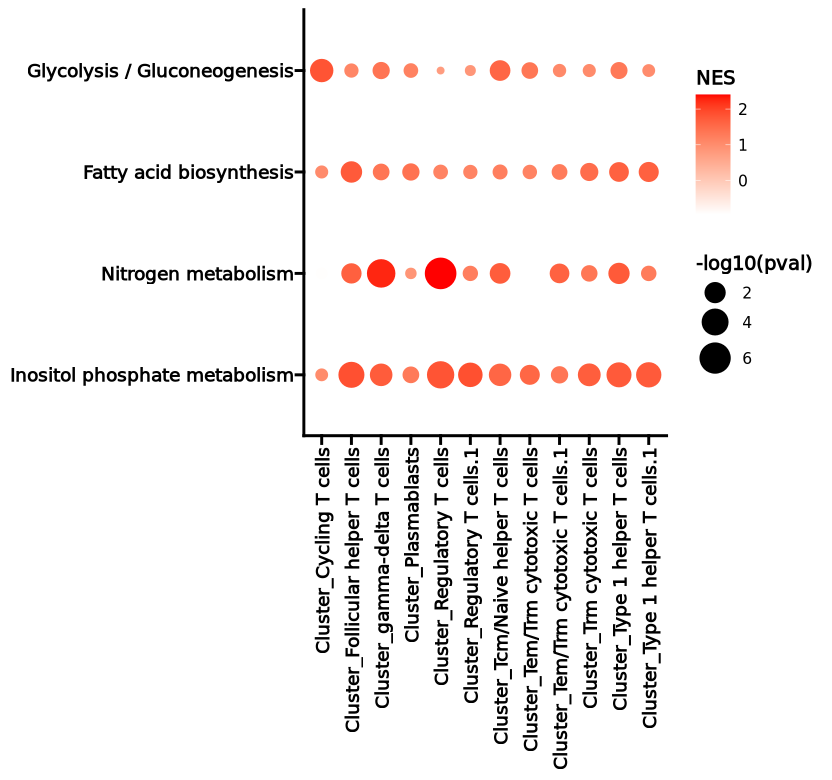 Glycolysis / Gluconeogenesis
Fatty acid biosynthesis
Nitrogen metabolism
Inositol phosphate metabolism
Cluster_Cycling T cells
Cluster_Follicular helper T cells
Cluster_gamma-delta T cells
Cluster_Plasmablasts
Cluster_Regulatory T cells
Cluster_Regulatory T cells.1
Cluster_Tcm/Naive helper T cells
Cluster_Tem/Trm cytotoxic T cells
Cluster_Tem/Trm cytotoxic T cells.1
Cluster_Trm cytotoxic T cells
Cluster_Type 1 helper T cells
Cluster_Type 1 helper T cells.1
NES
2
1
0
-log10(pval)
2
4
6